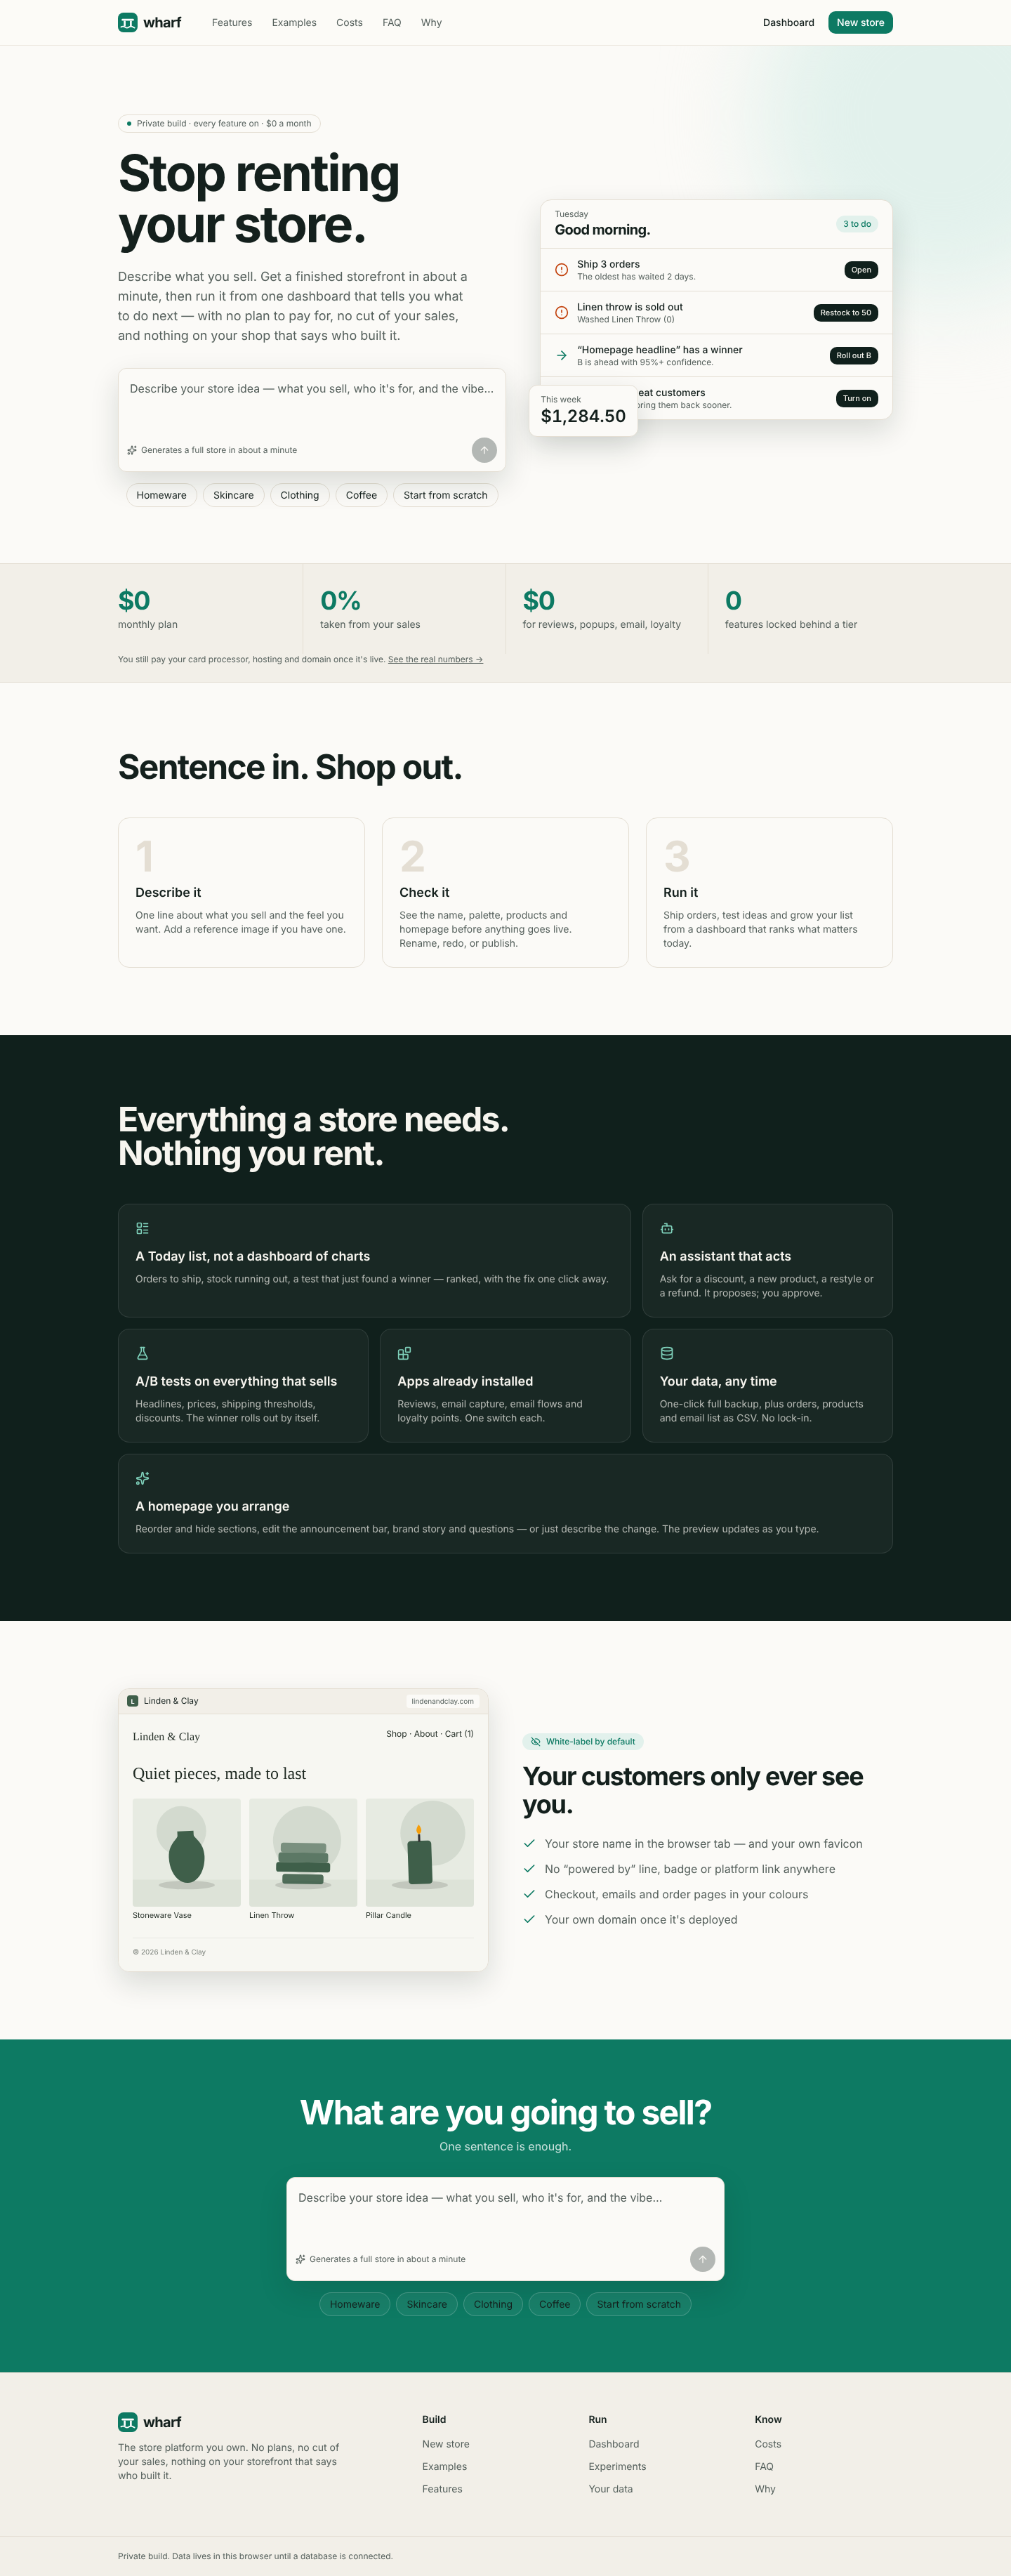 wharf
Features
Examples
Costs
FAQ
Why
Dashboard
New store
Private build · every feature on · $0 a month
Stop renting
your store.
Describe what you sell. Get a finished storefront in about a
minute, then run it from one dashboard that tells you what
to do next — with no plan to pay for, no cut of your sales,
and nothing on your shop that says who built it.
Describe your store idea — what you sell, who it's for, and the vibe...
Generates a full store in about a minute
Homeware
Skincare
Clothing
Coffee
Start from scratch
Tuesday
Good morning.
3 to do
Ship 3 orders
The oldest has waited 2 days.
Open
Linen throw is sold out
Washed Linen Throw (0)
Restock to 50
“Homepage headline” has a winner
B is ahead with 95%+ confidence.
Roll out B
eat customers
bring them back sooner.
Turn on
This week
$1,284.50
$0
monthly plan
0%
taken from your sales
$0
for reviews, popups, email, loyalty
0
features locked behind a tier
You still pay your card processor, hosting and domain once it's live. See the real numbers →
Sentence in. Shop out.
1
Describe it
One line about what you sell and the feel you
want. Add a reference image if you have one.
2
Check it
See the name, palette, products and
homepage before anything goes live.
Rename, redo, or publish.
3
Run it
Ship orders, test ideas and grow your list
from a dashboard that ranks what matters
today.
Everything a store needs.
Nothing you rent.
A Today list, not a dashboard of charts
Orders to ship, stock running out, a test that just found a winner — ranked, with the fix one click away.
An assistant that acts
Ask for a discount, a new product, a restyle or
a refund. It proposes; you approve.
A/B tests on everything that sells
Headlines, prices, shipping thresholds,
discounts. The winner rolls out by itself.
Apps already installed
Reviews, email capture, email flows and
loyalty points. One switch each.
Your data, any time
One-click full backup, plus orders, products
and email list as CSV. No lock-in.
A homepage you arrange
Reorder and hide sections, edit the announcement bar, brand story and questions — or just describe the change. The preview updates as you type.
L
Linden & Clay
lindenandclay.com
Linden & Clay
Shop · About · Cart (1)
Quiet pieces, made to last
Stoneware Vase
Linen Throw
Pillar Candle
© 2026 Linden & Clay
White-label by default
Your customers only ever see
you.
Your store name in the browser tab — and your own favicon
No “powered by” line, badge or platform link anywhere
Checkout, emails and order pages in your colours
Your own domain once it's deployed
What are you going to sell?
One sentence is enough.
Describe your store idea — what you sell, who it's for, and the vibe...
Generates a full store in about a minute
Homeware
Skincare
Clothing
Coffee
Start from scratch
wharf
The store platform you own. No plans, no cut of
your sales, nothing on your storefront that says
who built it.
Build
New store
Examples
Features
Run
Dashboard
Experiments
Your data
Know
Costs
FAQ
Why
Private build. Data lives in this browser until a database is connected.